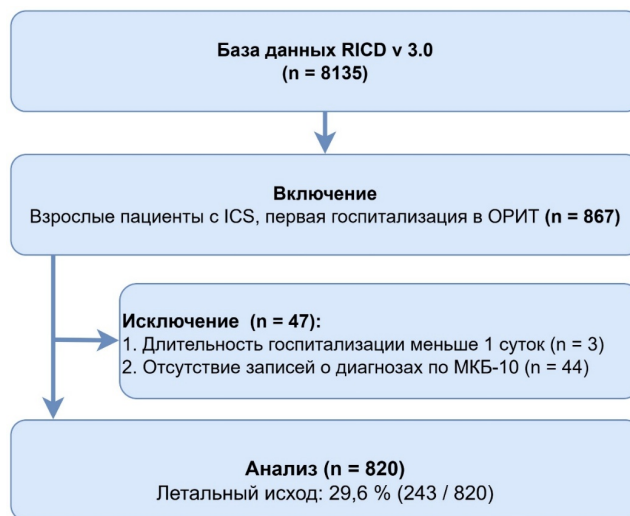 База данных RICD v 3.0
(n = 8135)
Включение
Взрослые пациенты с ICS, первая госпитализация в ОРИТ (n = 867)
Исключение (n = 47):
1. Длительность госпитализации меньше 1 суток (n = 3)
2. Отсутствие записей о диагнозах по МКБ-10 (n = 44)
Анализ (n = 820)
Летальный исход: 29,6 % (243 / 820)